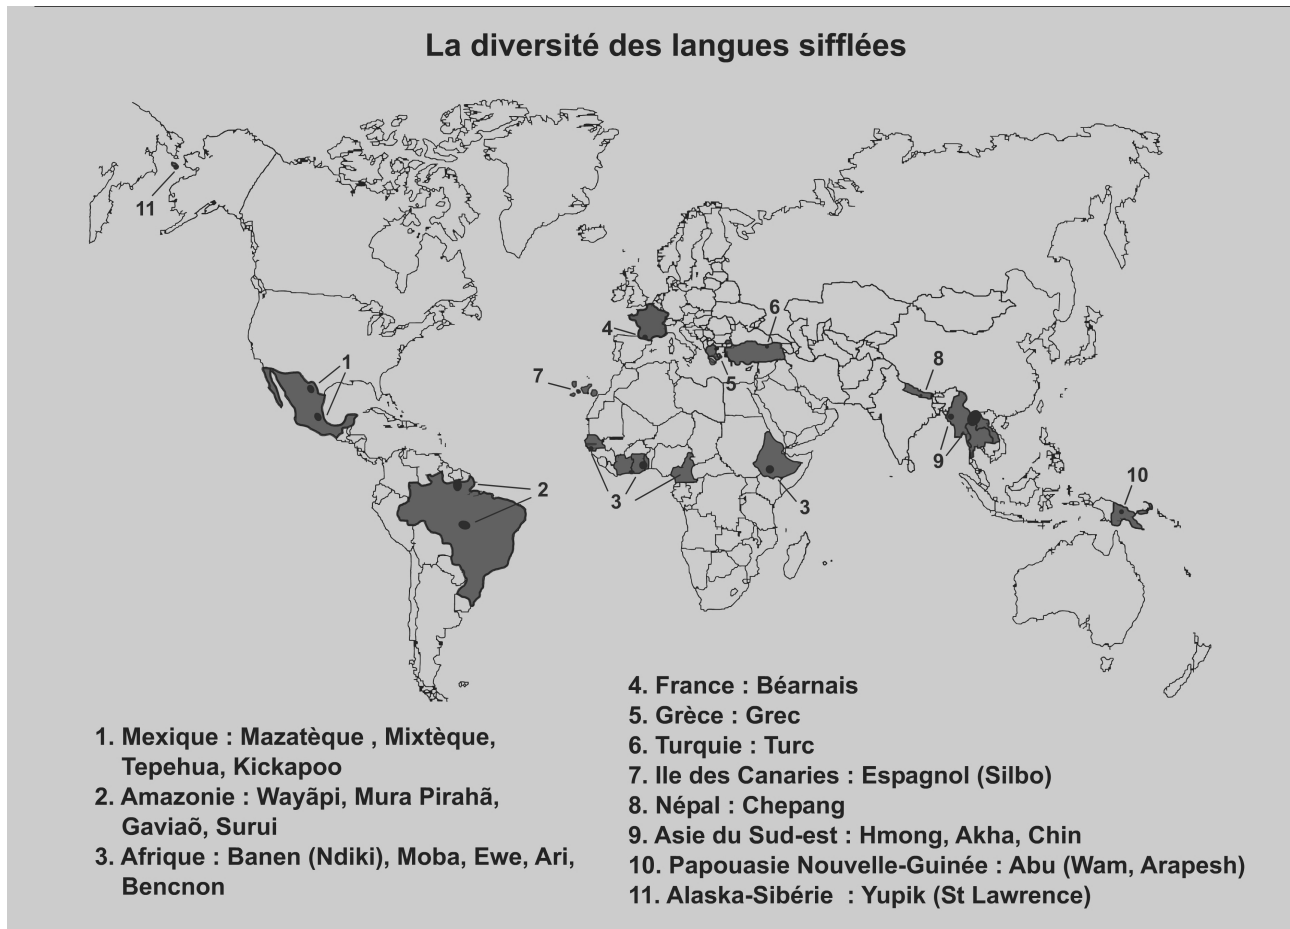 La diversité des langues sifflées
11
1
2
7
4
5
6
3
3
8
9
10
1. Mexique : Mazatèque , Mixtèque,
Tepehua, Kickapoo
2. Amazonie : Wayãpi, Mura Pirahã,
Gaviaõ, Surui
3. Afrique : Banen (Ndiki), Moba, Ewe, Ari,
Bencnon
4. France : Béarnais
5. Grèce : Grec
6. Turquie : Turc
7. Ile des Canaries : Espagnol (Silbo)
8. Népal : Chepang
9. Asie du Sud-est : Hmong, Akha, Chin
10. Papouasie Nouvelle-Guinée : Abu (Wam, Arapesh)
11. Alaska-Sibérie : Yupik (St Lawrence)